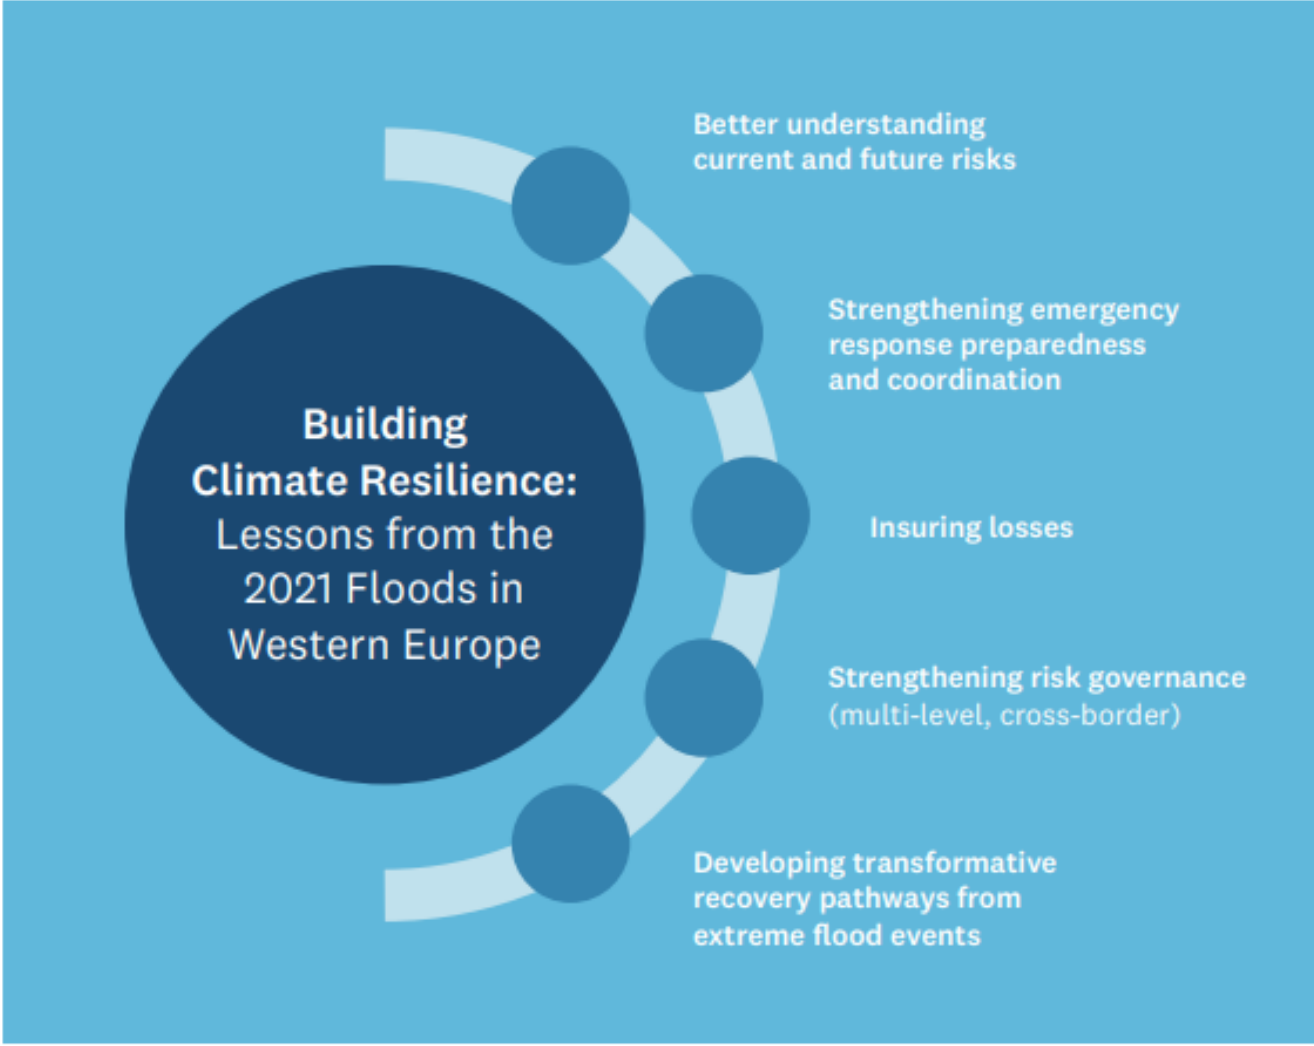 Building
Climate Resilience:
Lessons from the
2021 Floods in
Western Europe
Better understanding
current and future risks
Strengthening emergency
response preparedness
and coordination
Insuring losses
Strengthening risk governance
(multi-level, cross-border)
Developing transformative
recovery pathways from
extreme flood events